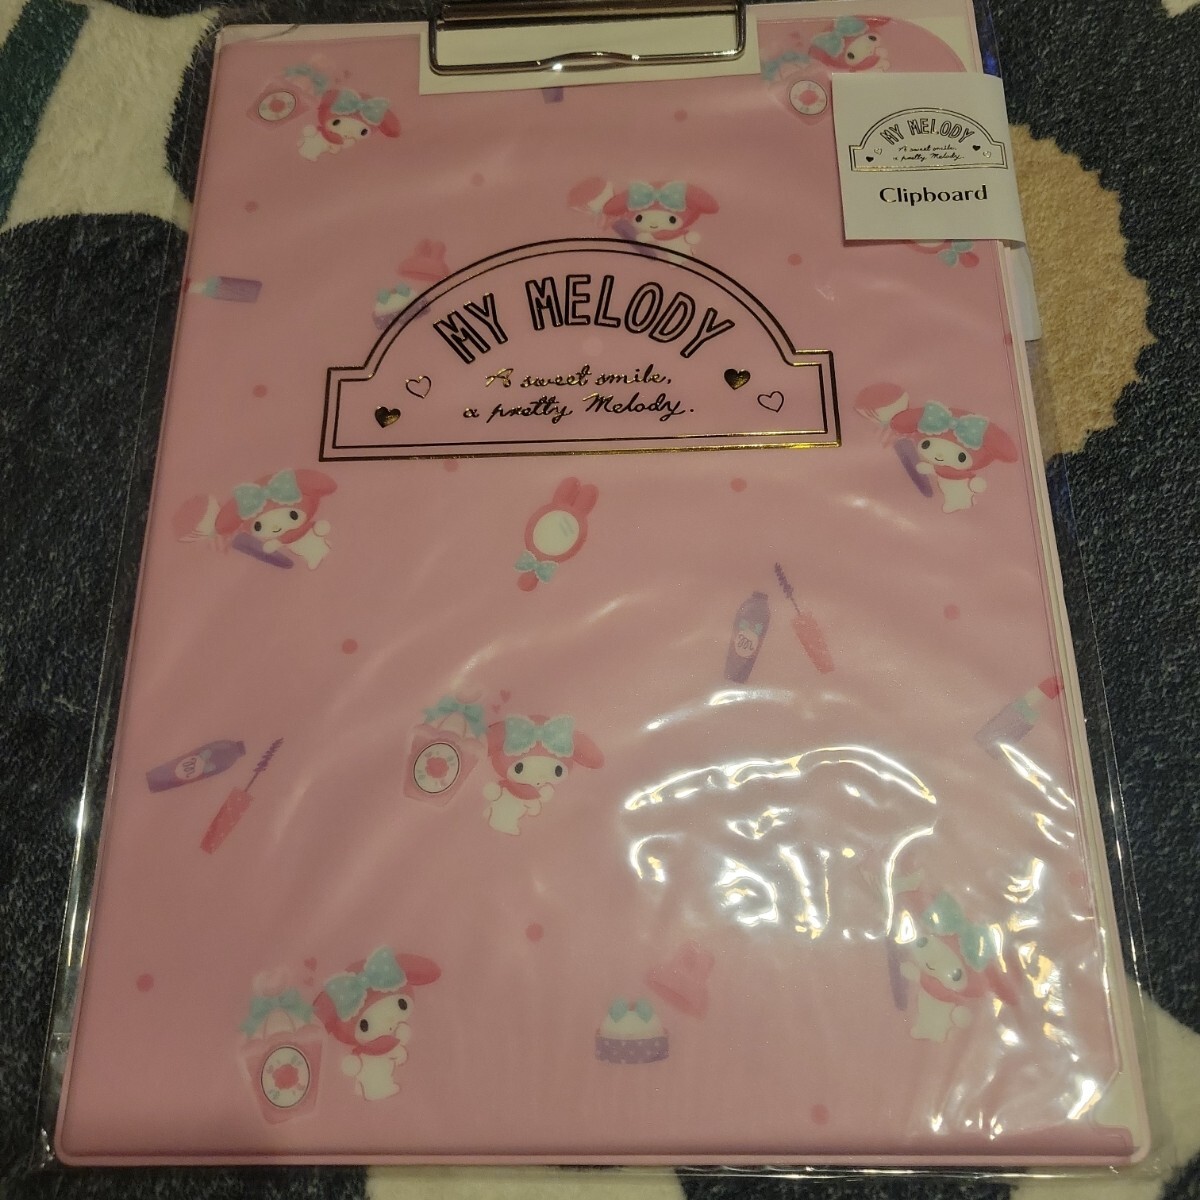 MY MELODY
A sweet smile,
a pretty Melody.
Clipboard
MY MELODY
A sweet smile,
a pretty Melody.